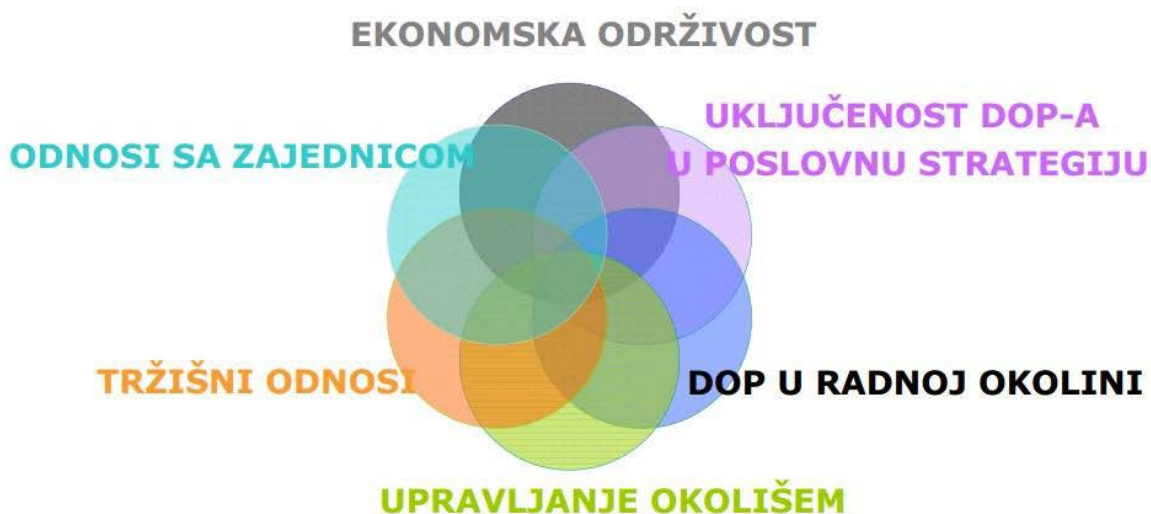 EKONOMSKA ODRŽIVOST
UKLJUČENOST DOP-A
U POSLOVNU STRATEGIJU
ODNOSI SA ZAJEDNICOM
TRŽIŠNI ODNOSI
DOP U RADNOJ OKOLINI
UPRAVLJANJE OKOLIŠEM